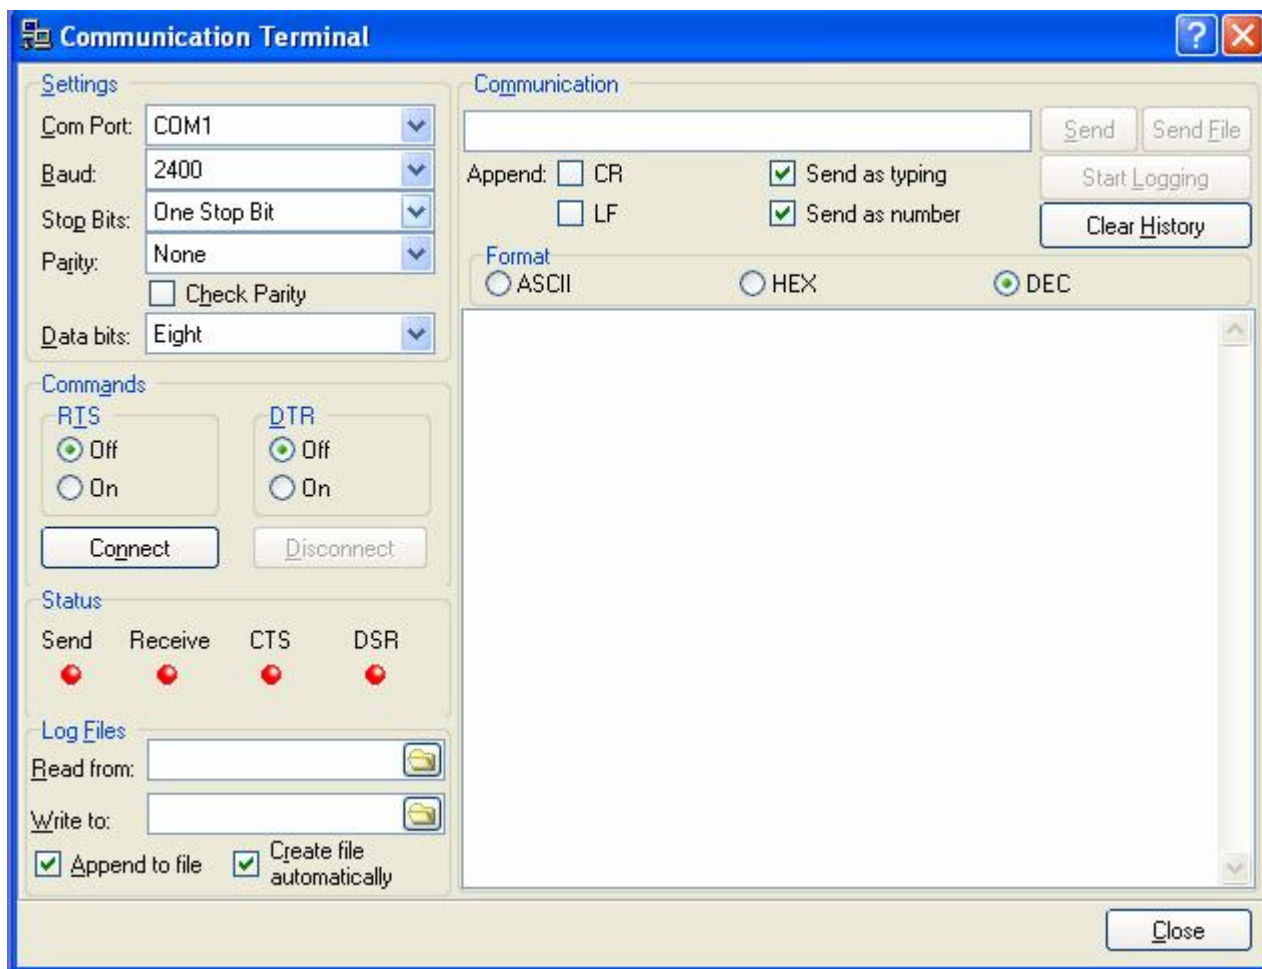 Communication Terminal
Settings
Com Port: COM1
Baud: 2400
Stop Bits: One Stop Bit
Parity: None
Check Parity
Data bits: Eight
Commands
RTS
Off
On
DTR
Off
On
Connect
Disconnect
Status
Send Receive CTS DSR
Log Files
Read from:
Write to:
Append to file
Create file
automatically
Communication
Send
Send File
Append: CR
LF
Send as typing
Send as number
Start Logging
Clear History
Format
ASCII HEX DEC
Close